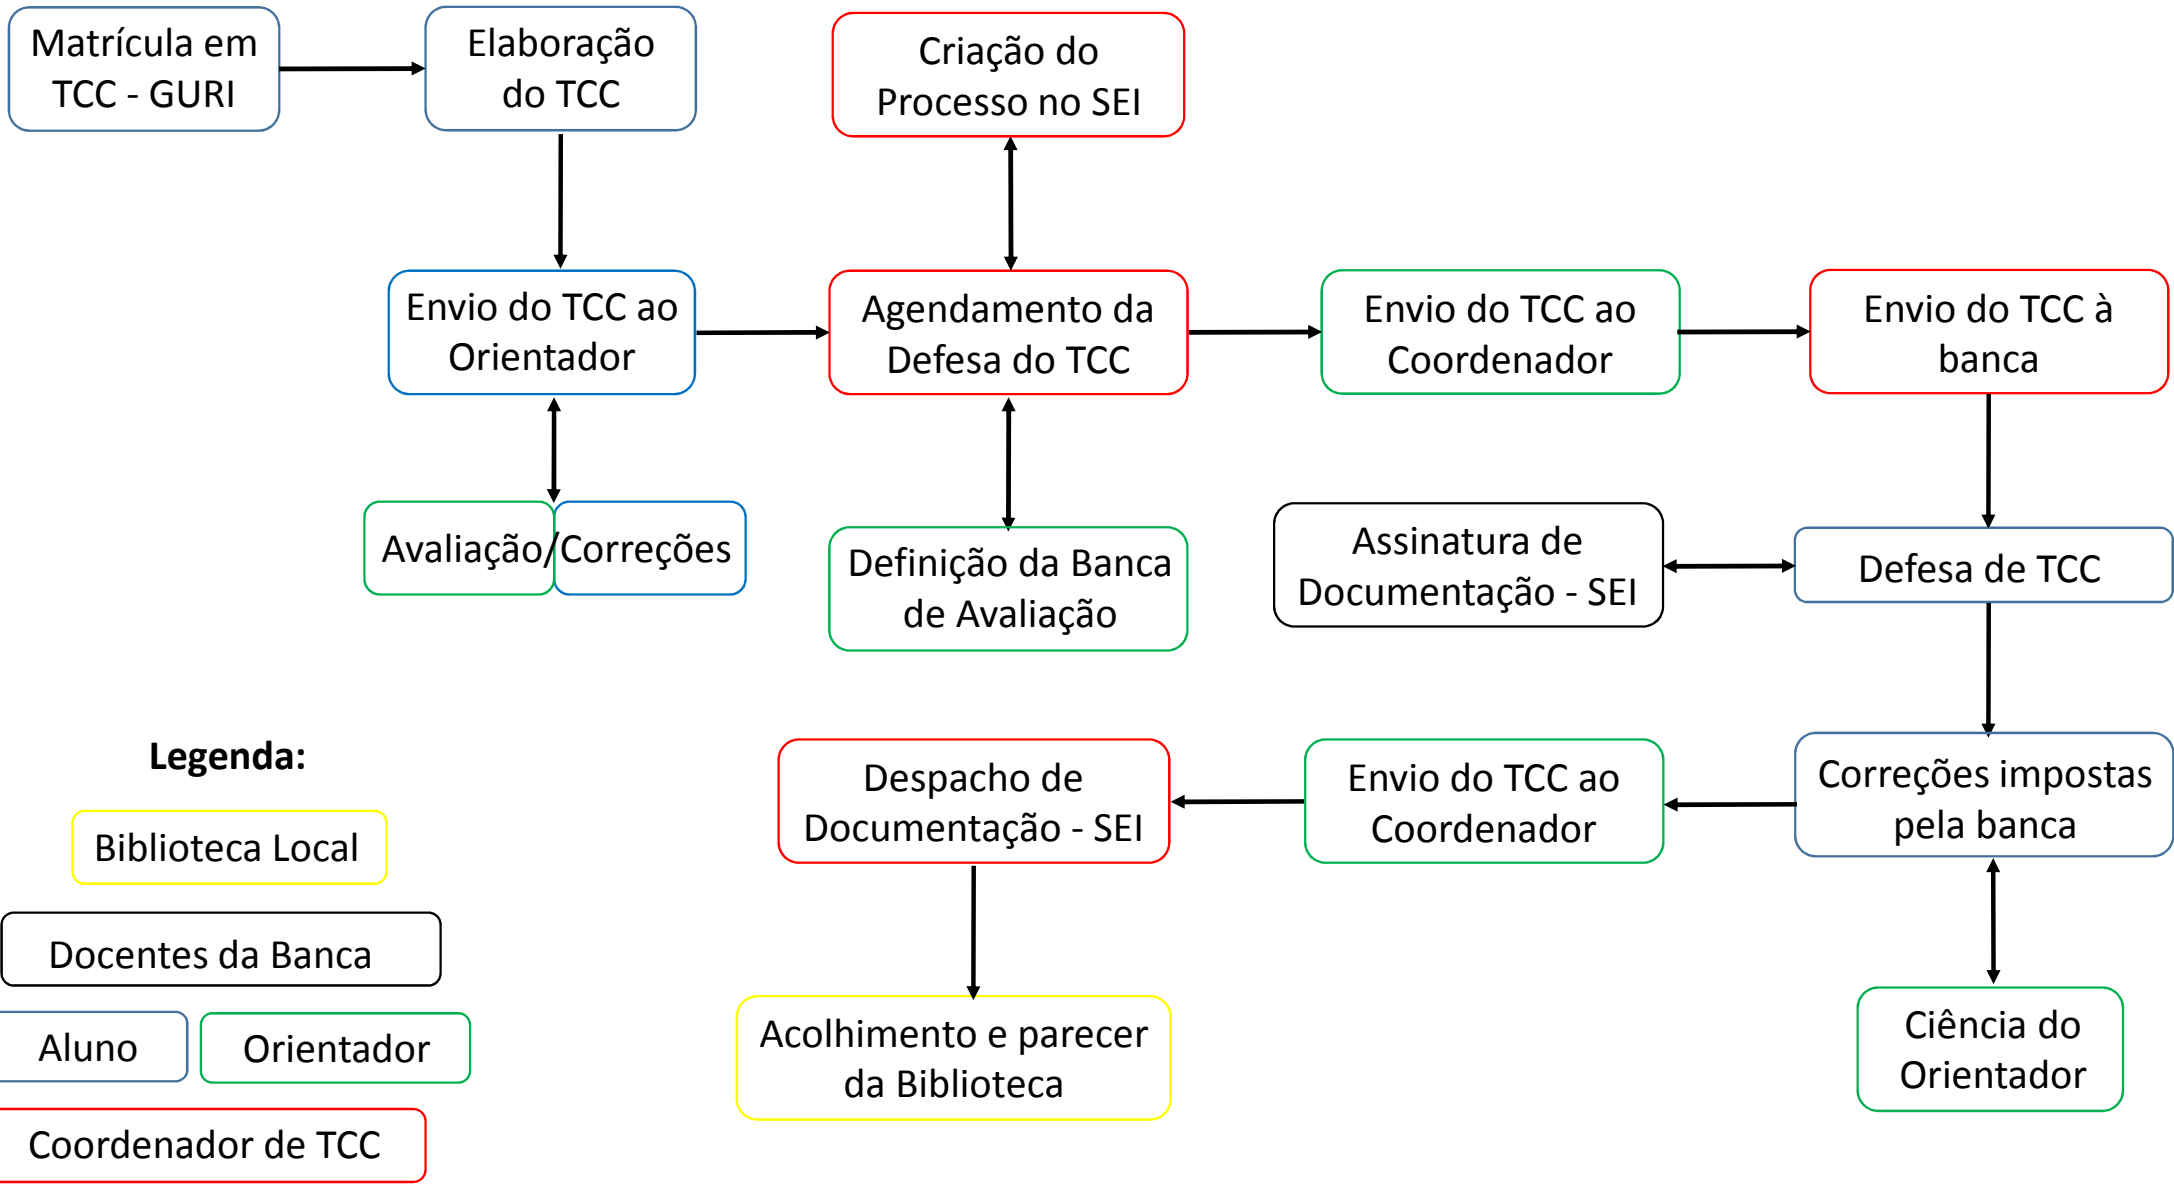 Matrícula em
TCC - GURI
Elaboração
do TCC
Criação do
Processo no SEI
Envio do TCC ao
Orientador
Agendamento da
Defesa do TCC
Envio do TCC ao
Coordenador
Envio do TCC à
banca
Avaliação/Correções
Definição da Banca
de Avaliação
Assinatura de
Documentação - SEI
Defesa de TCC
Despacho de
Documentação - SEI
Envio do TCC ao
Coordenador
Correções impostas
pela banca
Acolhimento e parecer
da Biblioteca
Ciência do
Orientador
Legenda:
Biblioteca Local
Docentes da Banca
Aluno
Orientador
Coordenador de TCC